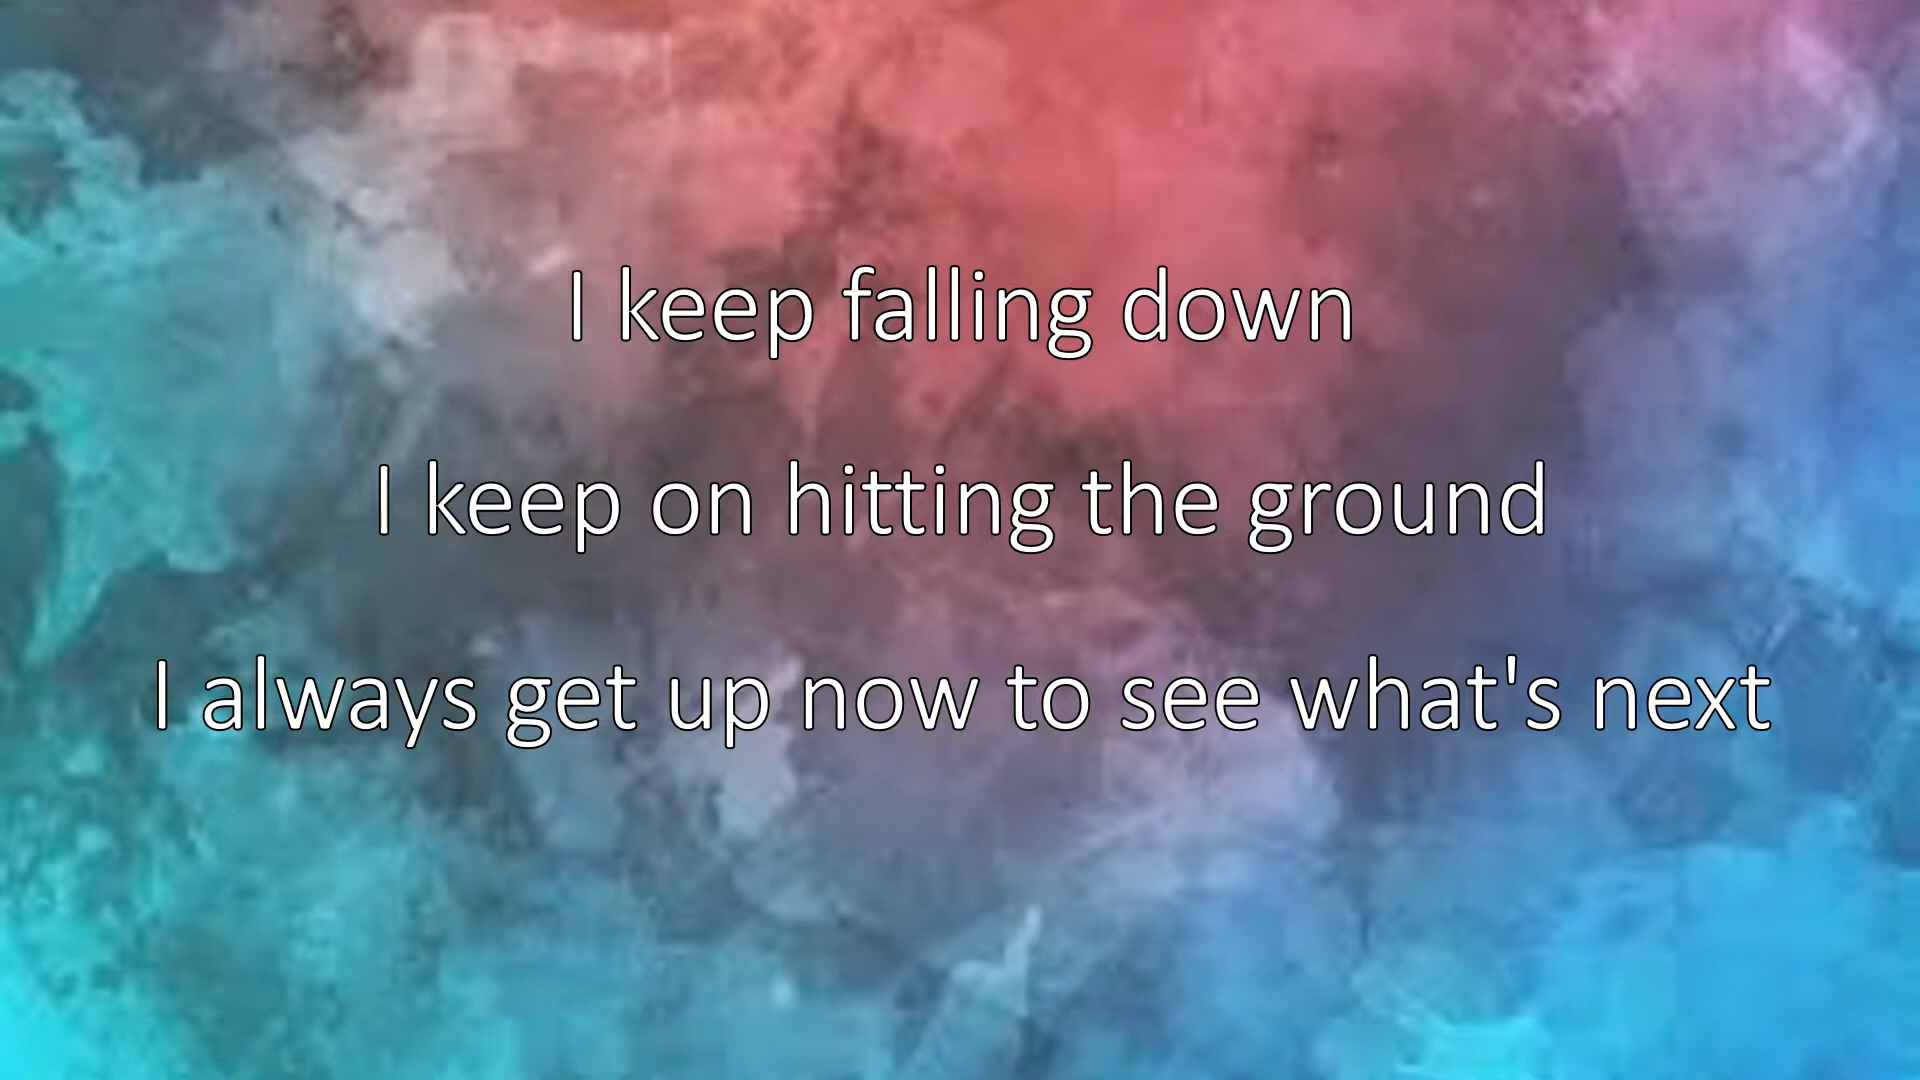 I keep falling down
I keep on hitting the ground
I always get up now to see what's next